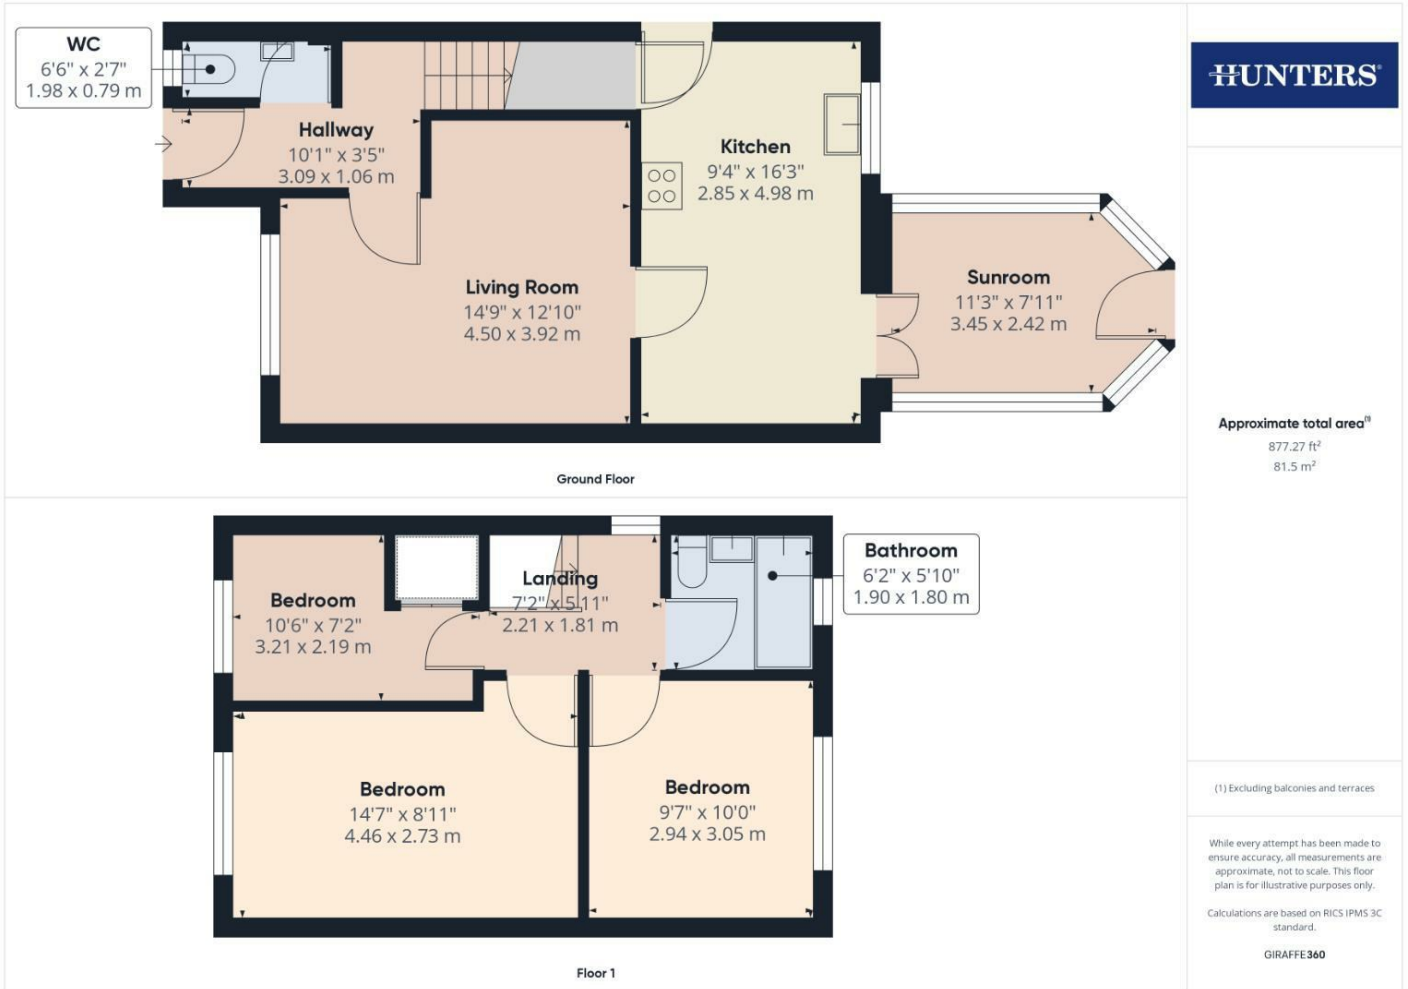 WC
6'6" x 2'7"
1.98 x 0.79 m
Hallway
10'1" x 3'5"
3.09 x 1.06 m
Kitchen
9'4" x 16'3"
2.85 x 4.98 m
Living Room
14'9" x 12'10"
4.50 x 3.92 m
Sunroom
11'3" x 7'11"
3.45 x 2.42 m
Ground Floor
Bedroom
10'6" x 7'2"
3.21 x 2.19 m
Landing
7'2" x 5'11"
2.21 x 1.81 m
Bathroom
6'2" x 5'10"
1.90 x 1.80 m
Bedroom
14'7" x 8'11"
4.46 x 2.73 m
Bedroom
9'7" x 10'0"
2.94 x 3.05 m
Floor 1
HUNTERS®
Approximate total area(1)
877.27 ft²
81.5 m²
(1) Excluding balconies and terraces
While every attempt has been made to
ensure accuracy, all measurements are
approximate, not to scale. This floor
plan is for illustrative purposes only.
Calculations are based on RICS IPMS 3C
standard.
GIRAFFE360